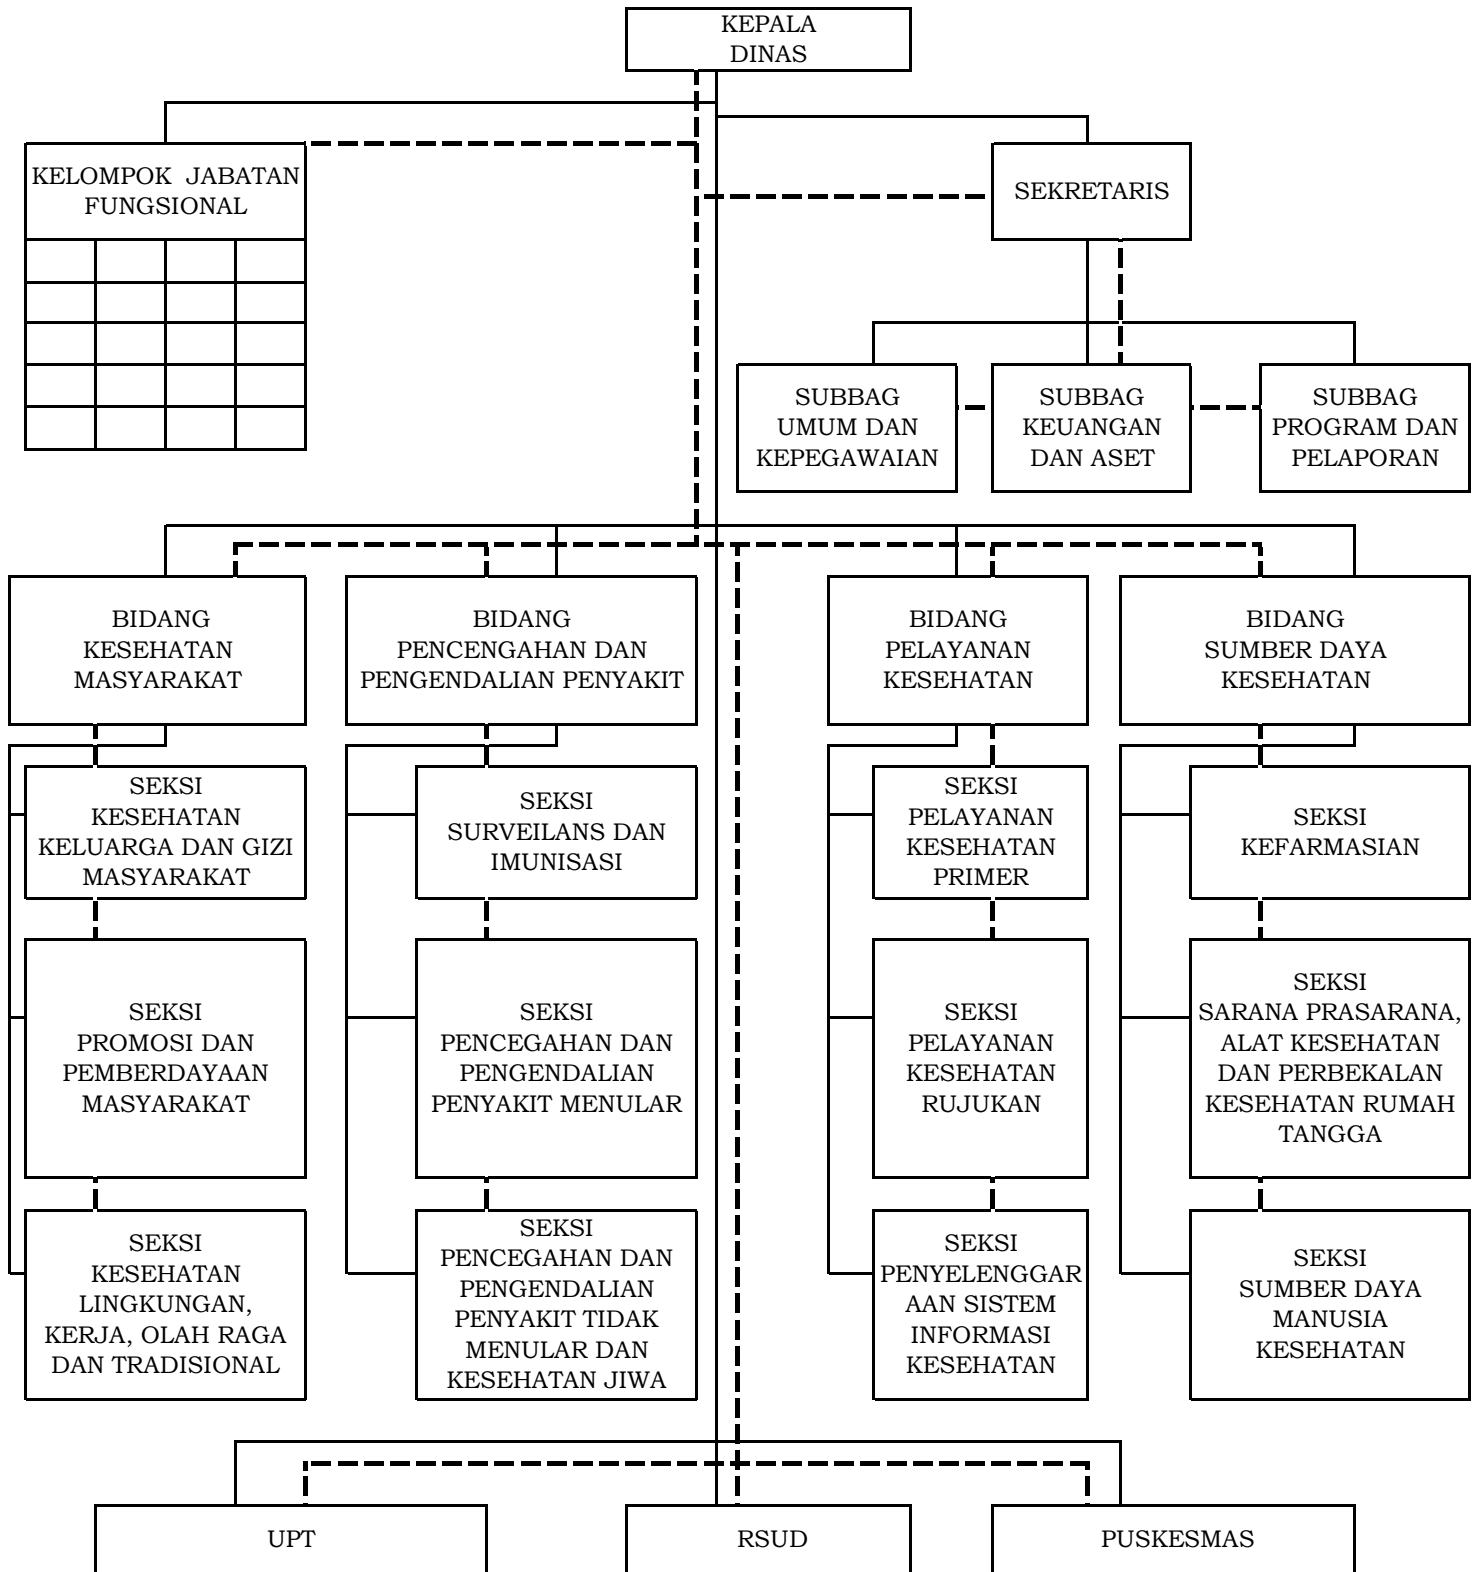 KEPALA
DINAS
KELOMPOK JABATAN
FUNGSIONAL
SEKRETARIS
SUBBAG
UMUM DAN
KEPEGAWAIAN
SUBBAG
KEUANGAN
DAN ASET
SUBBAG
PROGRAM DAN
PELAPORAN
BIDANG
KESEHATAN
MASYARAKAT
BIDANG
PENCENGAHAN DAN
PENGENDALIAN PENYAKIT
BIDANG
PELAYANAN
KESEHATAN
BIDANG
SUMBER DAYA
KESEHATAN
SEKSI
KESEHATAN
KELUARGA DAN GIZI
MASYARAKAT
SEKSI
SURVEILANS DAN
IMUNISASI
SEKSI
PELAYANAN
KESEHATAN
PRIMER
SEKSI
KEFARMASIAN
SEKSI
PROMOSI DAN
PEMBERDAYAAN
MASYARAKAT
SEKSI
PENCEGAHAN DAN
PENGENDALIAN
PENYAKIT MENULAR
SEKSI
PELAYANAN
KESEHATAN
RUJUKAN
SEKSI
SARANA PRASARANA,
ALAT KESEHATAN
DAN PERBEKALAN
KESEHATAN RUMAH
TANGGA
SEKSI
KESEHATAN
LINGKUNGAN,
KERJA, OLAH RAGA
DAN TRADISIONAL
SEKSI
PENCEGAHAN DAN
PENGENDALIAN
PENYAKIT TIDAK
MENULAR DAN
KESEHATAN JIWA
SEKSI
PENYELENGGAR
AAN SISTEM
INFORMASI
KESEHATAN
SEKSI
SUMBER DAYA
MANUSIA
KESEHATAN
UPT
RSUD
PUSKESMAS